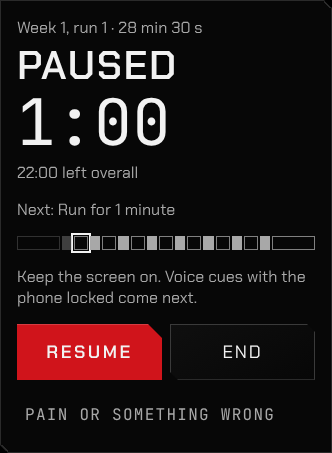 Week 1, run 1 · 28 min 30 s
PAUSED
1:00
22:00 left overall
Next: Run for 1 minute
Keep the screen on. Voice cues with the
phone locked come next.
RESUME
END
PAIN OR SOMETHING WRONG